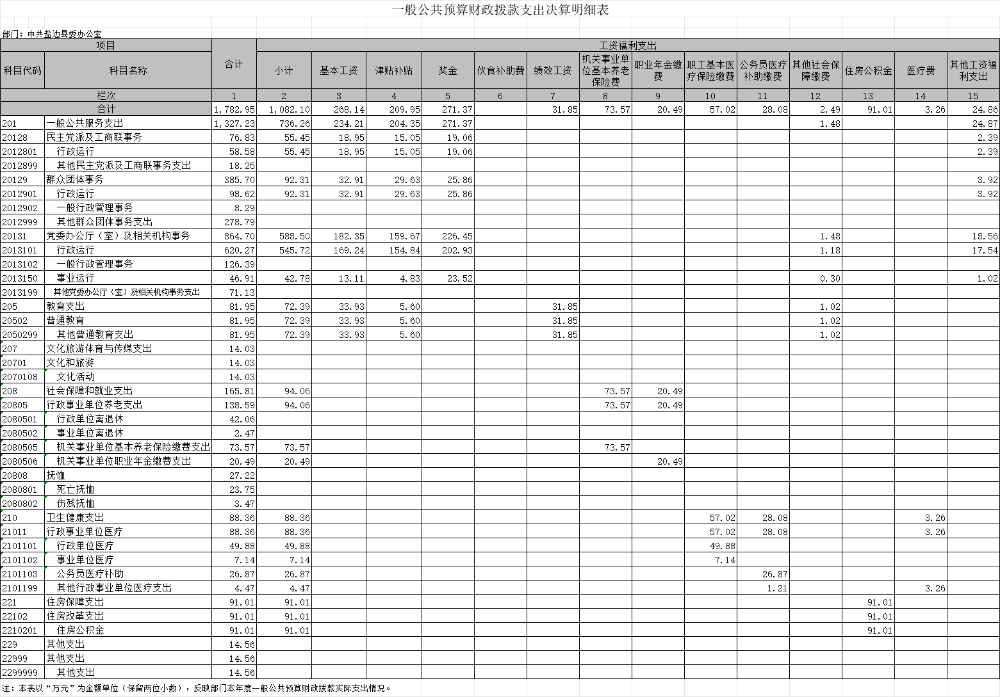 一般公共预算财政拨款支出决算明细表
部门：中共盐边县委办公室
项目 合计 工资福利支出
科目代码 科目名称 小计 基本工资 津贴补贴 奖金 伙食补助费 绩效工资 机关事业单位基本养老保险费 职业年金缴费 职工基本医疗保险缴费 公务员医疗补助缴费 其他社会保障缴费 住房公积金 医疗费 其他工资福利支出
栏次 1 2 3 4 5 6 7 8 9 10 11 12 13 14 15
合计 1,782.95 1,082.10 268.14 209.95 271.37 31.85 73.57 20.49 57.02 28.08 2.49 91.01 3.26 24.86
201 一般公共服务支出 1,327.23 736.26 234.21 204.35 271.37 1.48 24.87
20128 民主党派及工商联事务 76.83 55.45 18.95 15.05 19.06 2.39
2012801 行政运行 58.58 55.45 18.95 15.05 19.06 2.39
2012899 其他民主党派及工商联事务支出 18.25
20129 群众团体事务 385.70 92.31 32.91 29.63 25.86 3.92
2012901 行政运行 98.62 92.31 32.91 29.63 25.86 3.92
2012902 一般行政管理事务 8.29
2012999 其他群众团体事务支出 278.79
20131 党委办公厅（室）及相关机构事务 864.70 588.50 182.35 159.67 226.45 1.48 18.56
2013101 行政运行 620.27 545.72 169.24 154.84 202.93 1.18 17.54
2013102 一般行政管理事务 126.39
2013150 事业运行 46.91 42.78 13.11 4.83 23.52 0.30 1.02
2013199 其他党委办公厅（室）及相关机构事务支出 71.13
205 教育支出 81.95 72.39 33.93 5.60 31.85 1.02
20502 普通教育 81.95 72.39 33.93 5.60 31.85 1.02
2050299 其他普通教育支出 81.95 72.39 33.93 5.60 31.85 1.02
207 文化旅游体育与传媒支出 14.03
20701 文化和旅游 14.03
2070108 文化活动 14.03
208 社会保障和就业支出 165.81 94.06 73.57 20.49
20805 行政事业单位养老支出 138.59 94.06 73.57 20.49
2080501 行政单位离退休 42.06
2080502 事业单位离退休 2.47
2080505 机关事业单位基本养老保险缴费支出 73.57 73.57 73.57
2080506 机关事业单位职业年金缴费支出 20.49 20.49 20.49
20808 抚恤 27.22
2080801 死亡抚恤 23.75
2080802 伤残抚恤 3.47
210 卫生健康支出 88.36 88.36 57.02 28.08 3.26
21011 行政事业单位医疗 88.36 88.36 57.02 28.08 3.26
2101101 行政单位医疗 49.88 49.88 49.88
2101102 事业单位医疗 7.14 7.14 7.14
2101103 公务员医疗补助 26.87 26.87 26.87
2101199 其他行政事业单位医疗支出 4.47 4.47 1.21 3.26
221 住房保障支出 91.01 91.01 91.01
22102 住房改革支出 91.01 91.01 91.01
2210201 住房公积金 91.01 91.01 91.01
229 其他支出 14.56
22999 其他支出 14.56
2299999 其他支出 14.56
注：本表以“万元”为金额单位（保留两位小数），反映部门本年度一般公共预算财政拨款实际支出情况。